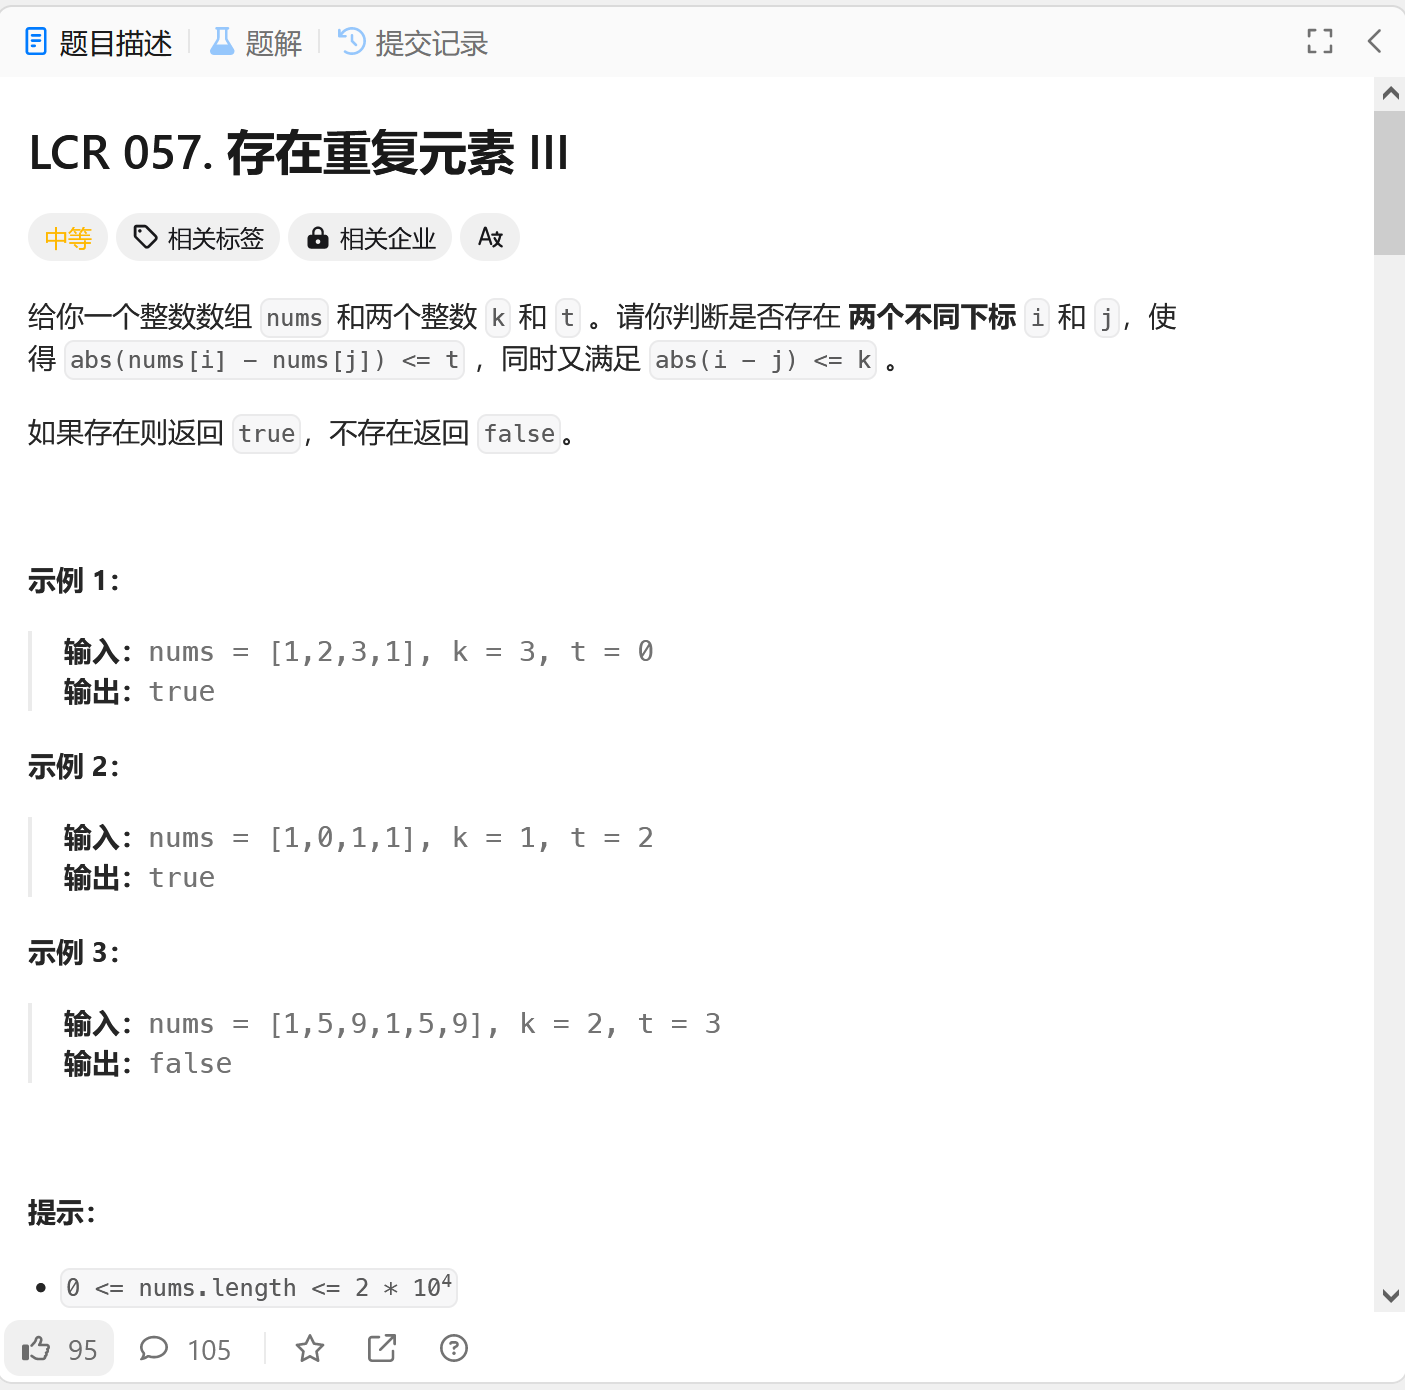 题目描述 题解 提交记录
LCR 057. 存在重复元素 III
中等 相关标签 相关企业 A文
给你一个整数数组 nums 和两个整数 k 和 t 。请你判断是否存在 两个不同下标 i 和 j，使
得 abs(nums[i] - nums[j]) <= t ，同时又满足 abs(i - j) <= k 。
如果存在则返回 true，不存在返回 false。
示例 1：
输入：nums = [1,2,3,1], k = 3, t = 0
输出：true
示例 2：
输入：nums = [1,0,1,1], k = 1, t = 2
输出：true
示例 3：
输入：nums = [1,5,9,1,5,9], k = 2, t = 3
输出：false
提示：
0 <= nums.length <= 2 * 10⁴
95 105